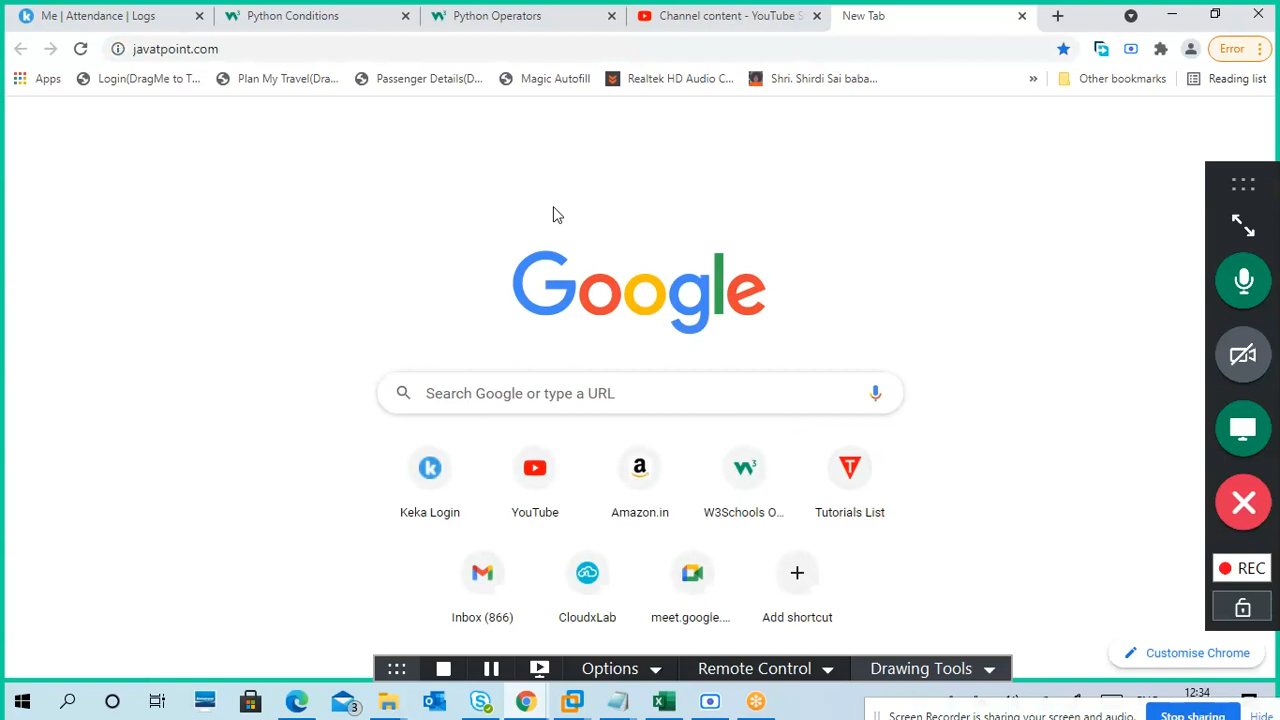 Me | Attendance | Logs
Python Conditions
Python Operators
Channel content - YouTube S
New Tab
javatpoint.com
Error
Apps
Login(DragMe to T...
Plan My Travel(Dra...
Passenger Details(D...
Magic Autofill
Realtek HD Audio C...
Shri. Shirdi Sai baba...
»
Other bookmarks
Reading list
Google
Search Google or type a URL
Keka Login
YouTube
Amazon.in
W3Schools O...
Tutorials List
Inbox (866)
CloudxLab
meet.google....
Add shortcut
REC
Customise Chrome
Options
Remote Control
Drawing Tools
3
12:34
Screen Recorder is sharing your screen and audio.
Stop sharing
Hide